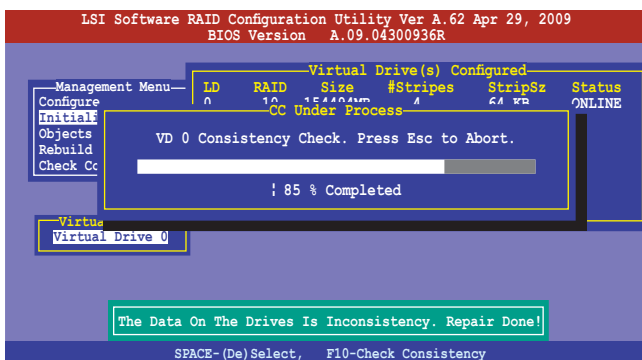 LSI Software RAID Configuration Utility Ver A.62 Apr 29, 2009
BIOS Version A.09.04300936R
Virtual Drive(s) Configured
Management Menu
LD RAID Size #Stripes StripSz Status
Configure
0 10 154494MB 4 64 KB ONLINE
CC Under Process
Initiali
Objects
VD 0 Consistency Check. Press Esc to Abort.
Rebuild
Check Co
¦ 85 % Completed
Virtua
Virtual Drive 0
The Data On The Drives Is Inconsistency. Repair Done!
SPACE-(De)Select, F10-Check Consistency